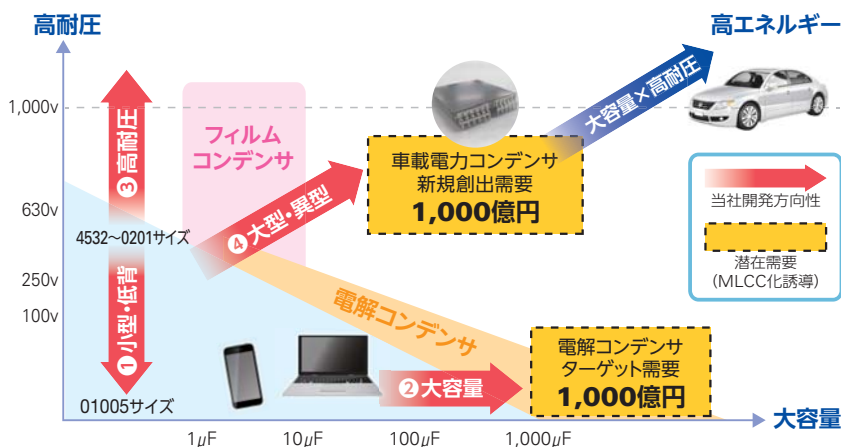 高耐圧
高エネルギー
1,000v
630v
250v
100v
❸高耐圧
4532～0201サイズ
❶小型・低背
01005サイズ
フィルム
コンデンサ
❹大型・異型
車載電力コンデンサ
新規創出需要
1,000億円
大容量×高耐圧
当社開発方向性
潜在需要
(MLCC化誘導)
電解コンデンサ
❷大容量
電解コンデンサ
ターゲット需要
1,000億円
大容量
1μF
10μF
100μF
1,000μF